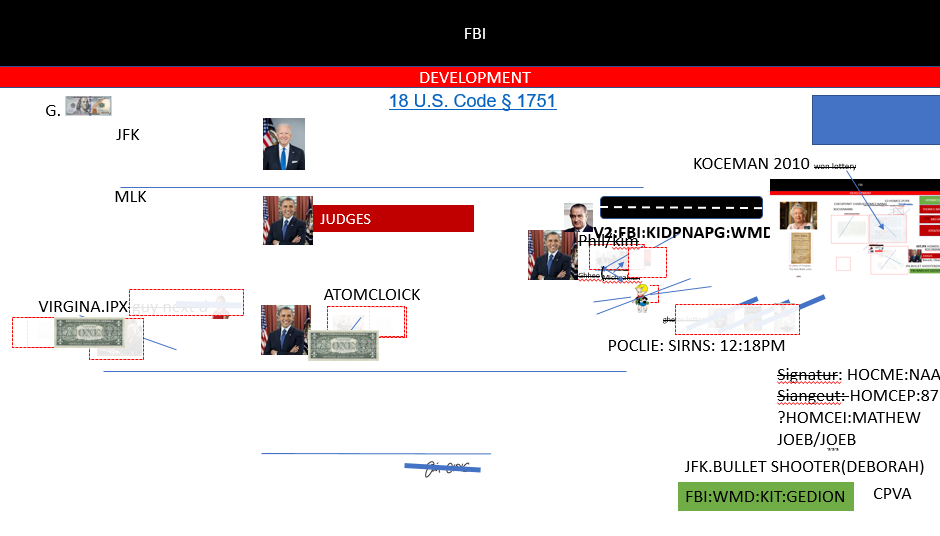 FBI
DEVELOPMENT
18 U.S. Code § 1751
G.
JFK
KOCEMAN 2010 won lottery
MLK
JUDGES
V2:FBI:KIDPNAPG:WMD
Phil/kim
ATOMCLOICK
VIRGINA.IPX
ONE
ONE
POCLIE: SIRNS: 12:18PM
Signatur: HOCME:NAA
Siangeut: HOMCEP:87
?HOMCEI:MATHEW
JOEB/JOEB
JFK.BULLET SHOOTER(DEBORAH)
FBI:WMD:KIT:GEDION
CPVA